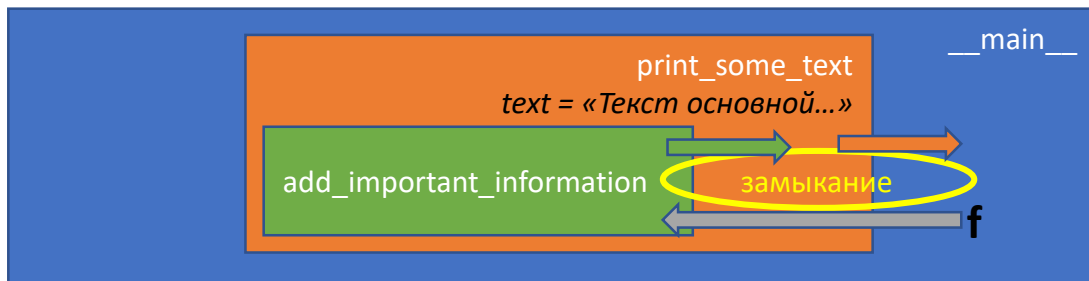 __main__
print_some_text
text = «Текст основной…»
add_important_information
замыкание
f